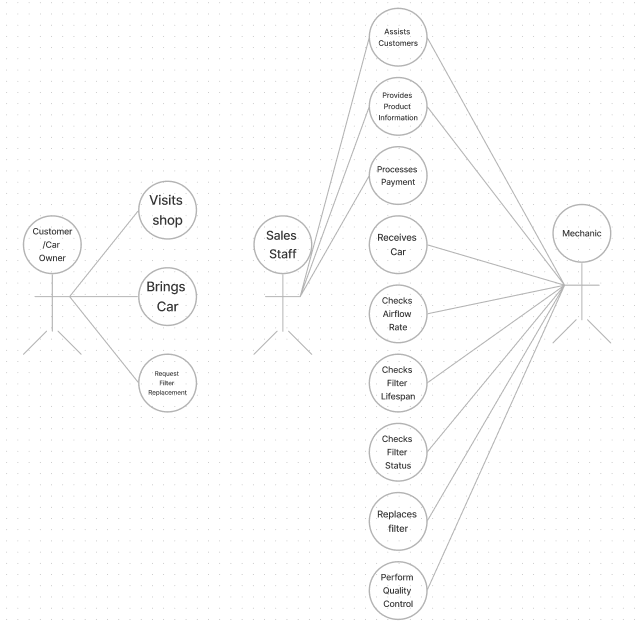 Customer
/Car
Owner
Visits
shop
Brings
Car
Request
Filter
Replacement
Sales
Staff
Assists
Customers
Provides
Product
Information
Processes
Payment
Receives
Car
Checks
Airflow
Rate
Checks
Filter
Lifespan
Checks
Filter
Status
Replaces
filter
Perform
Quality
Control
Mechanic